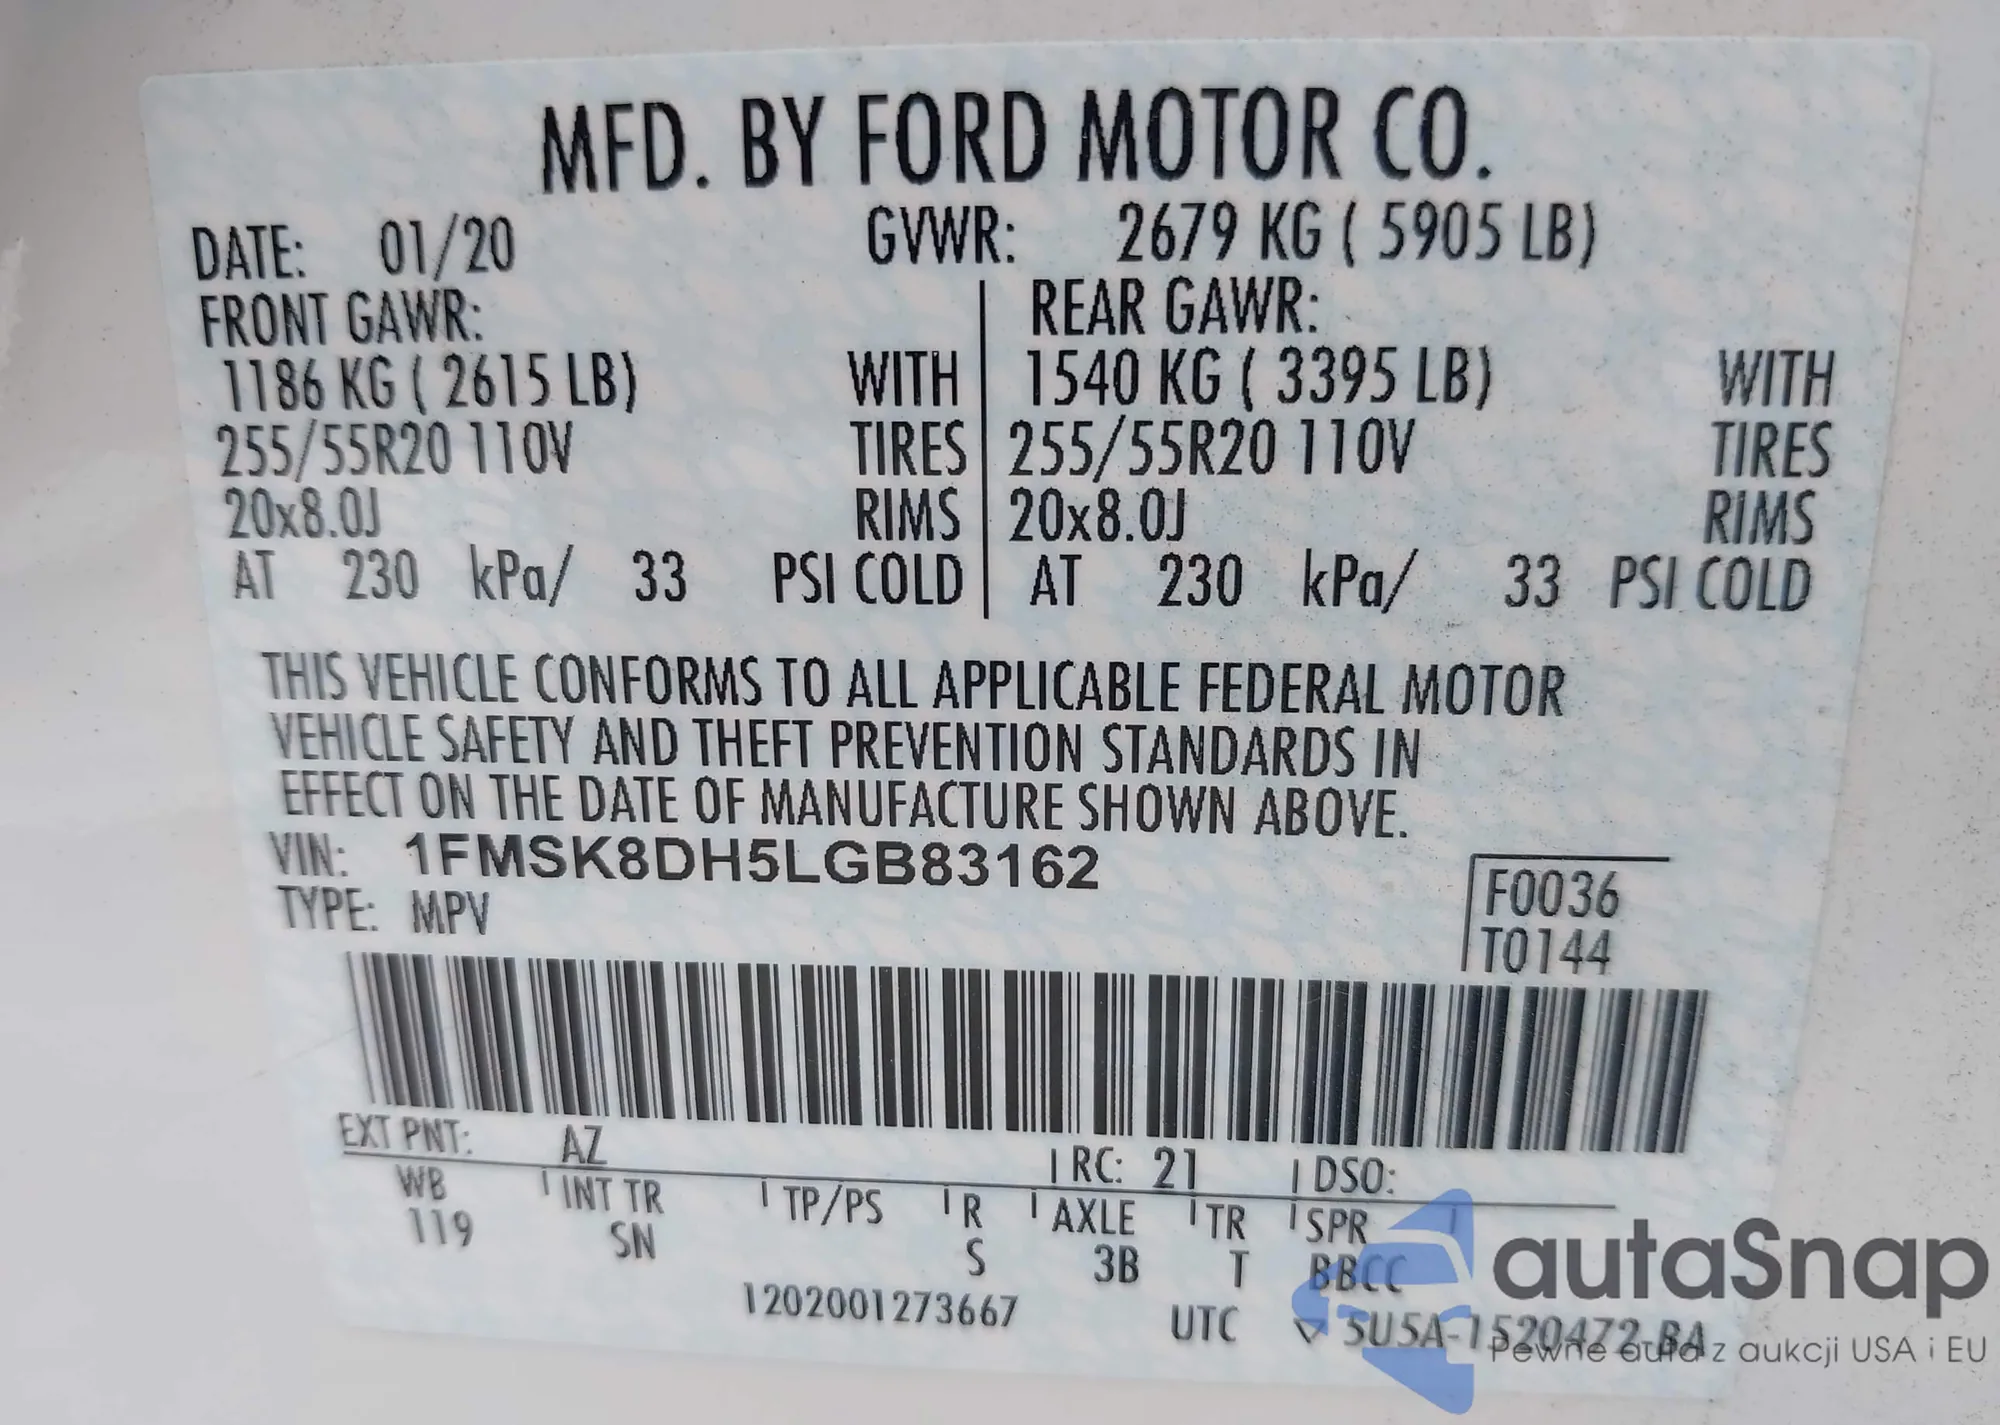 MFD. BY FORD MOTOR CO.
DATE: 01/20 GVWR: 2679 KG ( 5905 LB)
FRONT GAWR: REAR GAWR:
1186 KG ( 2615 LB) WITH 1540 KG ( 3395 LB) WITH
255/55R20 110V TIRES 255/55R20 110V TIRES
20x8.0J RIMS 20x8.0J RIMS
AT 230 kPa/ 33 PSI COLD AT 230 kPa/ 33 PSI COLD
THIS VEHICLE CONFORMS TO ALL APPLICABLE FEDERAL MOTOR
VEHICLE SAFETY AND THEFT PREVENTION STANDARDS IN
EFFECT ON THE DATE OF MANUFACTURE SHOWN ABOVE.
VIN: 1FMSK8DH5LGB83162
TYPE: MPV
F0036
T0144
EXT PNT: AZ RC: 21 DSO:
WB INT TR TP/PS R AXLE TR SPR
119 SN S 3B T BBCC
1202001273667 UTC 5U5A-1520472-BA
autaSnap
Pewne auta z aukcji USA i EU